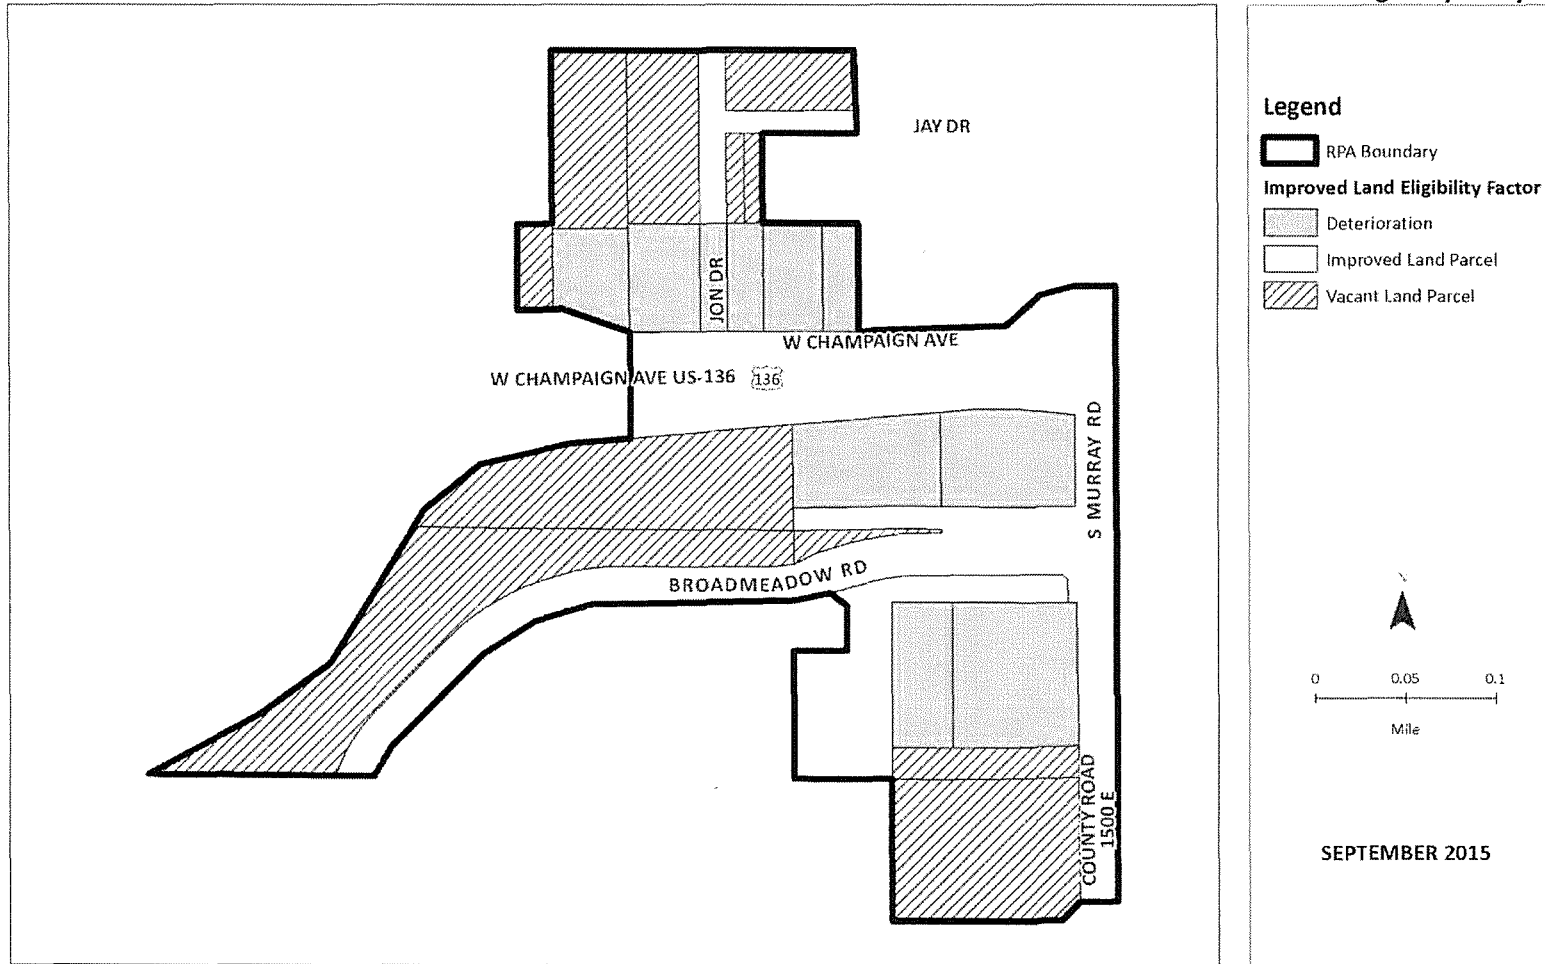 JAY DR
JON DR
W CHAMPAIGN AVE
W CHAMPAIGN AVE US-136 136
S MURRAY RD
BROADMEADOW RD
COUNTY ROAD
1500 E
Legend
RPA Boundary
Improved Land Eligibility Factor
Deterioration
Improved Land Parcel
Vacant Land Parcel
0 0.05 0.1
Mile
SEPTEMBER 2015